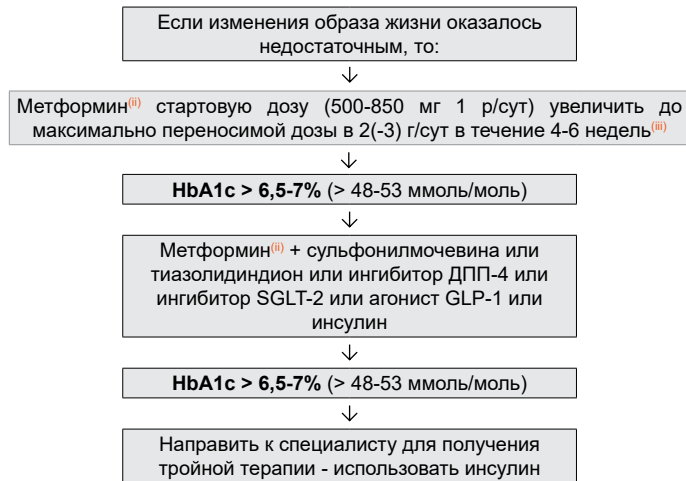 Если изменения образа жизни оказалось
недостаточным, то:
Метформин(ii) стартовую дозу (500-850 мг 1 р/сут) увеличить до
максимально переносимой дозы в 2(-3) г/сут в течение 4-6 недель(iii)
HbA1c > 6,5-7% (> 48-53 ммоль/моль)
Метформин(ii) + сульфонилмочевина или
тиазолидиндион или ингибитор ДПП-4 или
ингибитор SGLT-2 или агонист GLP-1 или
инсулин
HbA1c > 6,5-7% (> 48-53 ммоль/моль)
Направить к специалисту для получения
тройной терапии - использовать инсулин